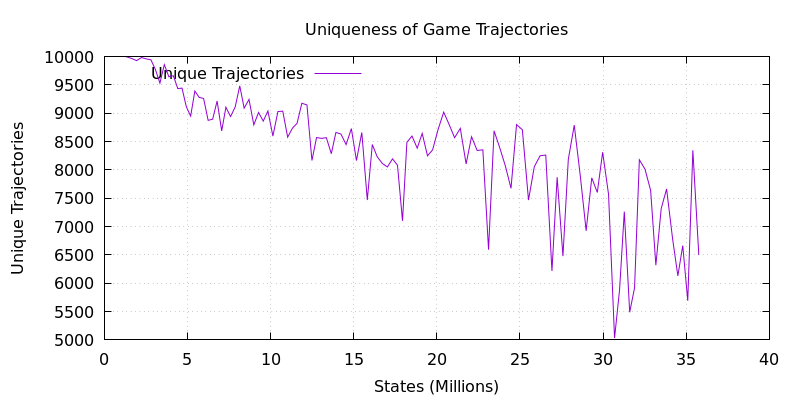 Uniqueness of Game Trajectories
Unique Trajectories
10000
9500
9000
8500
8000
7500
7000
6500
6000
5500
5000
Unique Trajectories
0 5 10 15 20 25 30 35 40
States (Millions)